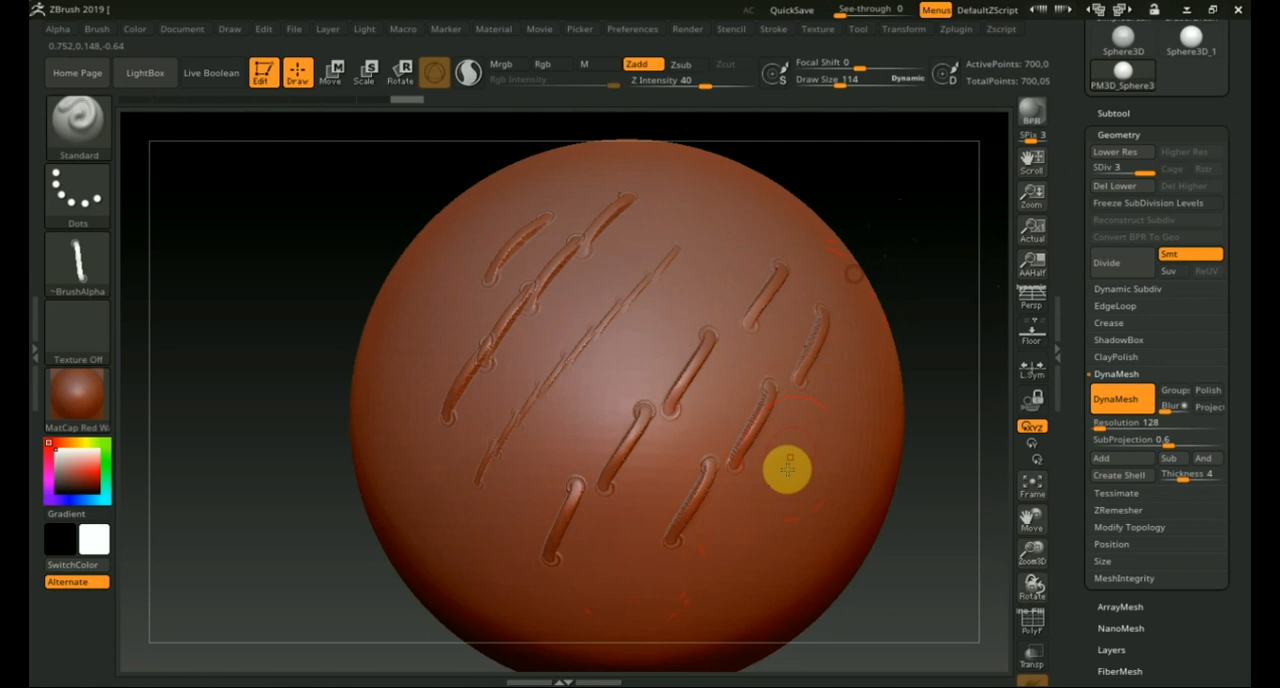 ZBrush 2019 [
AC QuickSave See-through 0 Menus DefaultZScript
Alpha Brush Color Document Draw Edit File Layer Light Macro Marker Material Movie Picker Preferences Render Stencil Stroke Texture Tool Transform Zplugin Zscript
0.752,0.148,-0.64
Home Page LightBox Live Boolean Edit Draw Move Scale Rotate
Mrgb Rgb M Zadd Zsub Zcut
Rgb Intensity Z Intensity 40
S Focal Shift 0
Draw Size 114 Dynamic
D ActivePoints: 700,0
TotalPoints: 700,05
Standard
Dots
~BrushAlpha
Texture Off
MatCap Red W
Gradient
SwitchColor
Alternate
BPR
SPix 3
Scroll
Zoom
Actual
AAHalf
Dynamic
Persp
Floor
L.Sym
XYZ
Frame
Move
Zoom3D
Rotate
Line Fill
PolyF
Transp
Sphere3D Sphere3D_1
PM3D_Sphere3
Subtool
Geometry
Lower Res Higher Res
SDiv 3 Cage Rstr
Del Lower Del Higher
Freeze SubDivision Levels
Reconstruct Subdiv
Convert BPR To Geo
Divide Smt
Suv ReUV
Dynamic Subdiv
EdgeLoop
Crease
ShadowBox
ClayPolish
DynaMesh
DynaMesh Groups Polish
Blur Project
Resolution 128
SubProjection 0.6
Add Sub And
Create Shell Thickness 4
Tessimate
ZRemesher
Modify Topology
Position
Size
MeshIntegrity
ArrayMesh
NanoMesh
Layers
FiberMesh